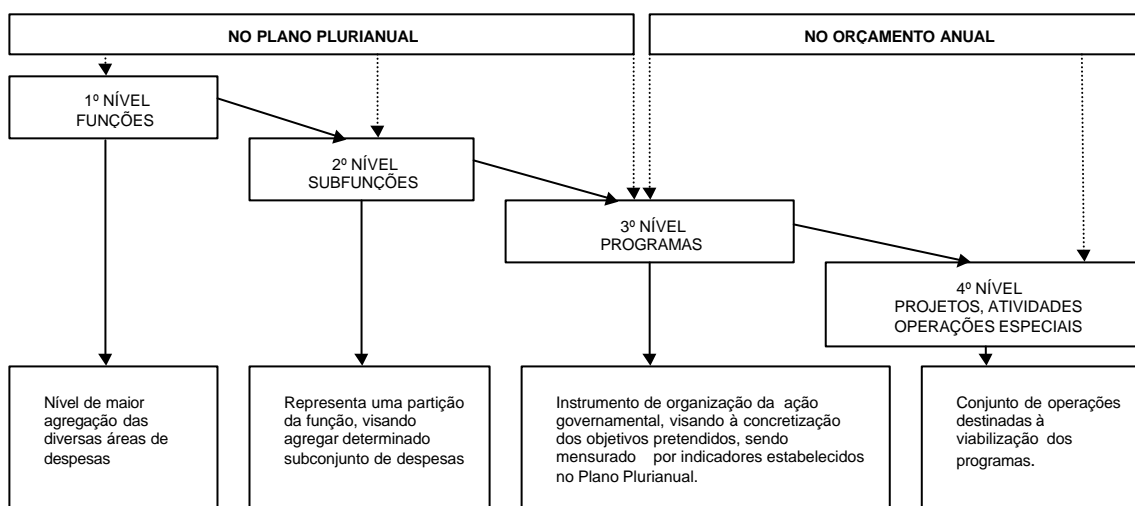 NO PLANO PLURIANUAL
NO ORÇAMENTO ANUAL
1º NÍVEL
FUNÇÕES
2º NÍVEL
SUBFUNÇÕES
3º NÍVEL
PROGRAMAS
4º NÍVEL
PROJETOS, ATIVIDADES
OPERAÇÕES ESPECIAIS
Nível de maior
agregação das
diversas áreas de
despesas
Representa uma partição
da função, visando
agregar determinado
subconjunto de despesas
Instrumento de organização da ação
governamental, visando à concretização
dos objetivos pretendidos, sendo
mensurado por indicadores estabelecidos
no Plano Plurianual.
Conjunto de operações
destinadas à
viabilização dos
programas.